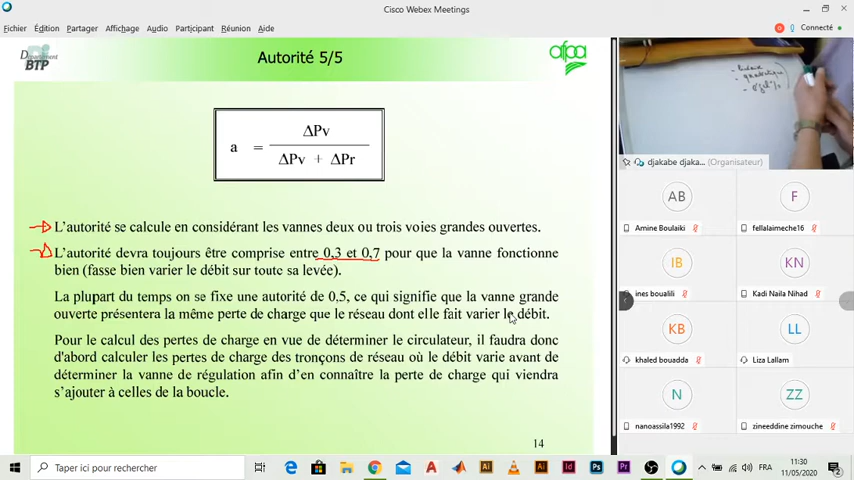 Cisco Webex Meetings
Fichier Édition Partager Affichage Audio Participant Réunion Aide
Connecté
Département
BTP
Autorité 5/5
afpa
a = ΔPv
ΔPv + ΔPr
L'autorité se calcule en considérant les vannes deux ou trois voies grandes ouvertes.
L'autorité devra toujours être comprise entre 0,3 et 0,7 pour que la vanne fonctionne
bien (fasse bien varier le débit sur toute sa levée).
La plupart du temps on se fixe une autorité de 0,5, ce qui signifie que la vanne grande
ouverte présentera la même perte de charge que le réseau dont elle fait varier le débit.
Pour le calcul des pertes de charge en vue de déterminer le circulateur, il faudra donc
d'abord calculer les pertes de charge des tronçons de réseau où le débit varie avant de
déterminer la vanne de régulation afin d'en connaître la perte de charge qui viendra
s'ajouter à celles de la boucle.
14
djakabe djaka... (Organisateur)
AB
Amine Boulaiki
F
fellalaimeche16
IB
ines boualili
KN
Kadi Naila Nihad
KB
khaled bouadda
LL
Liza Lallam
N
nanoassila1992
ZZ
zineeddine zimouche
Taper ici pour rechercher
FRA
11:30
11/05/2020
2